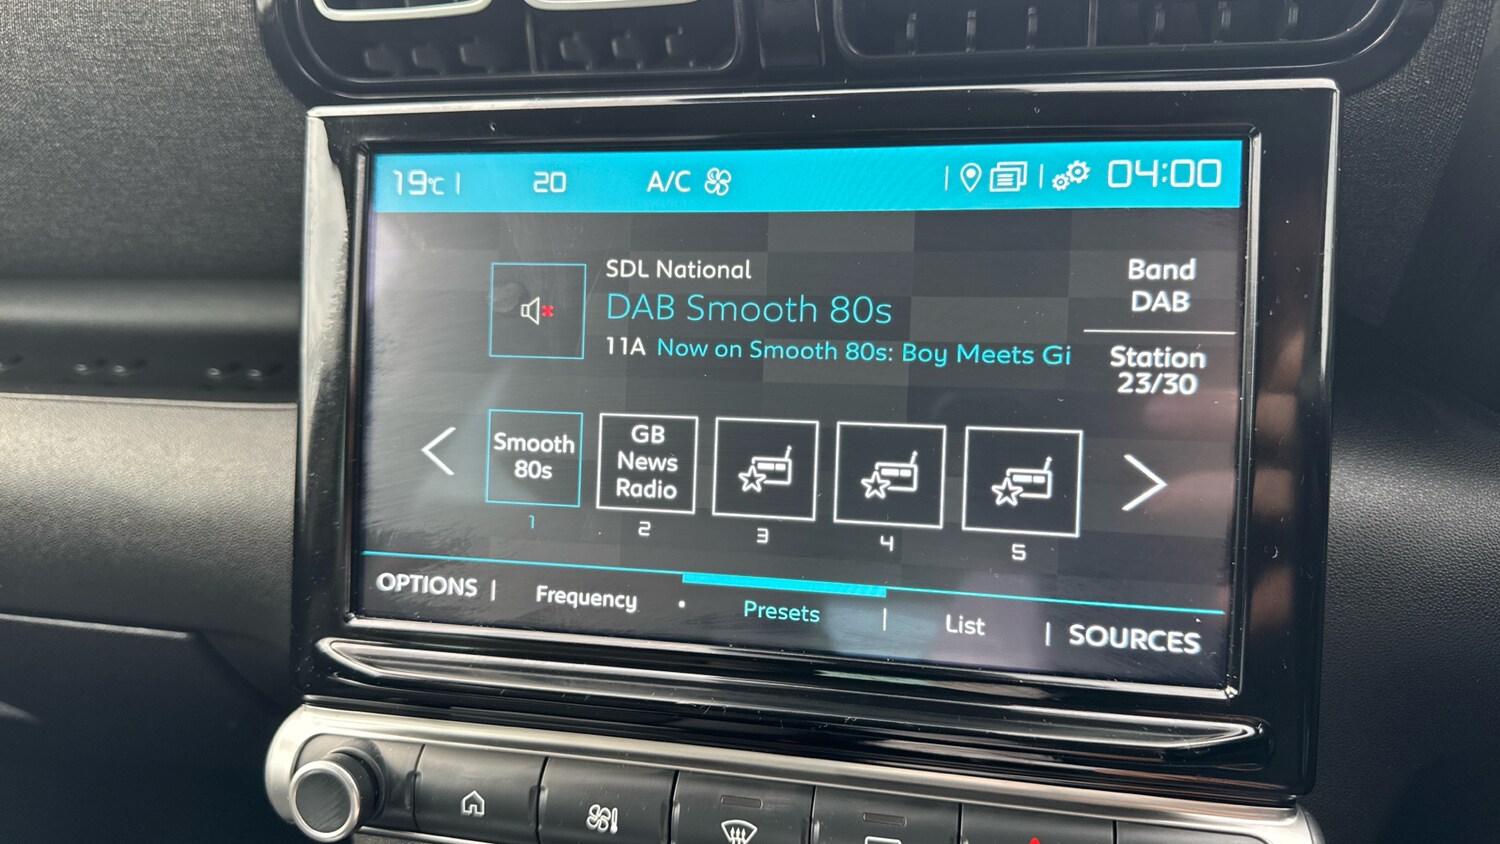 19°C
20
A/C
04:00
SDL National
DAB Smooth 80s
11A Now on Smooth 80s: Boy Meets Gi
Band
DAB
Station
23/30
Smooth
80s
1
GB
News
Radio
2
3
4
5
OPTIONS
Frequency
Presets
List
SOURCES